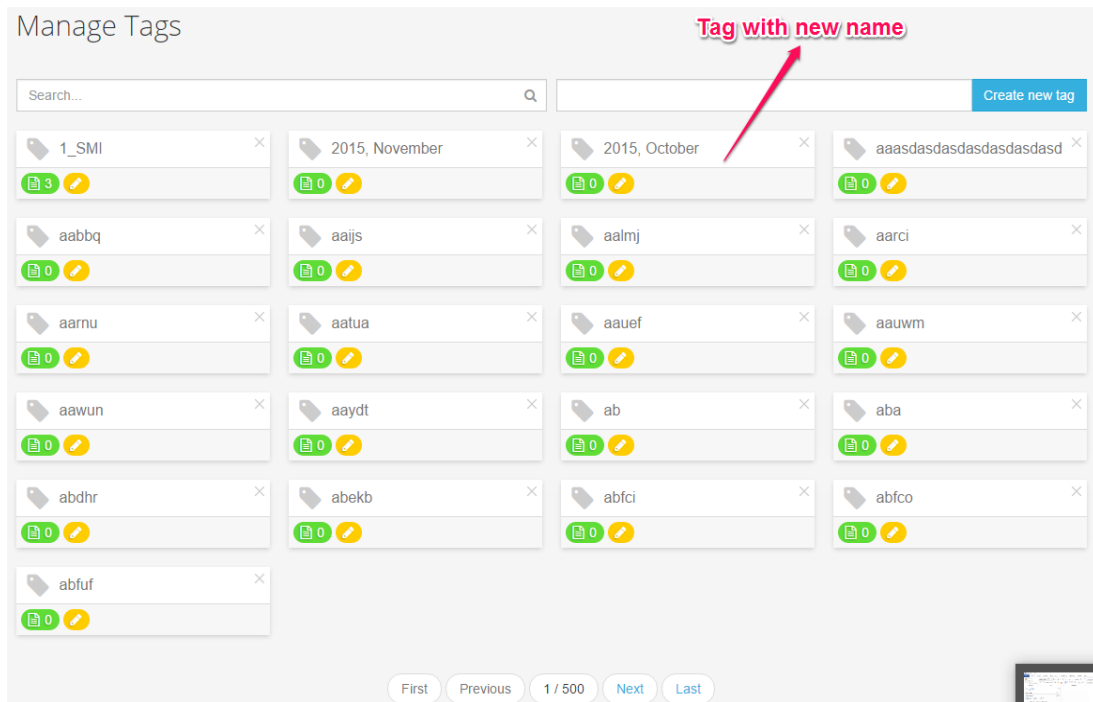 Manage Tags
Tag with new name
Search...
Create new tag
1_SMI
2015, November
2015, October
aaasdasdasdasdasdasdasd
3
0
0
0
aabbq
aaijs
aalmj
aarci
0
0
0
0
aarnu
aatua
aauef
aauwm
0
0
0
0
aawun
aaydt
ab
aba
0
0
0
0
abdhr
abekb
abfci
abfco
0
0
0
0
abfuf
0
First
Previous
1 / 500
Next
Last